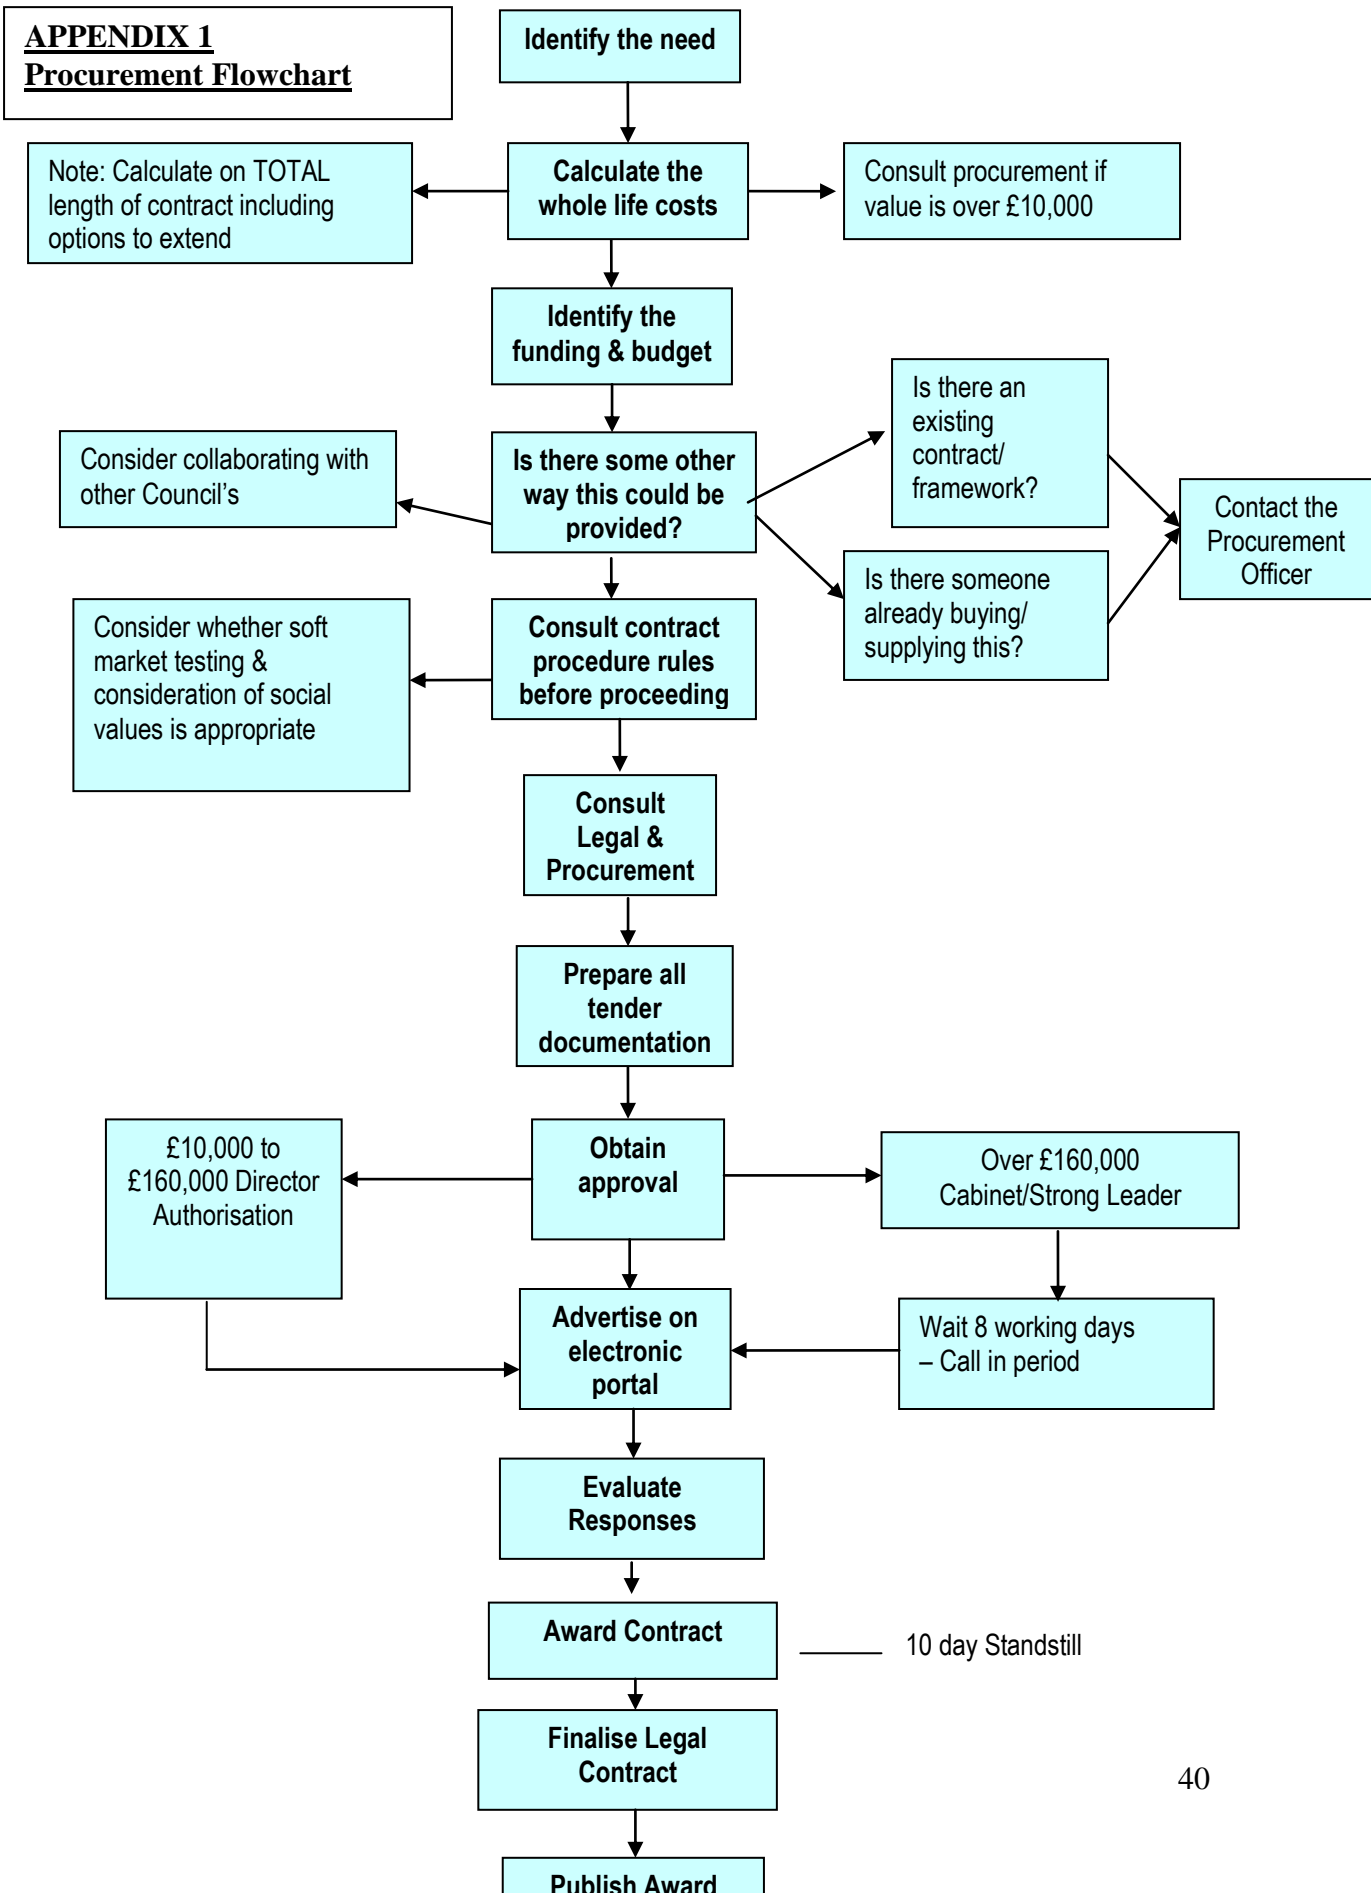 APPENDIX 1
Procurement Flowchart
Identify the need
Note: Calculate on TOTAL
length of contract including
options to extend
Calculate the
whole life costs
Consult procurement if
value is over £10,000
Identify the
funding & budget
Consider collaborating with
other Council's
Is there some other
way this could be
provided?
Is there an
existing
contract/
framework?
Is there someone
already buying/
supplying this?
Contact the
Procurement
Officer
Consider whether soft
market testing &
consideration of social
values is appropriate
Consult contract
procedure rules
before proceeding
Consult
Legal &
Procurement
Prepare all
tender
documentation
£10,000 to
£160,000 Director
Authorisation
Obtain
approval
Over £160,000
Cabinet/Strong Leader
Advertise on
electronic
portal
Wait 8 working days
– Call in period
Evaluate
Responses
Award Contract
10 day Standstill
Finalise Legal
Contract
40
Publish Award